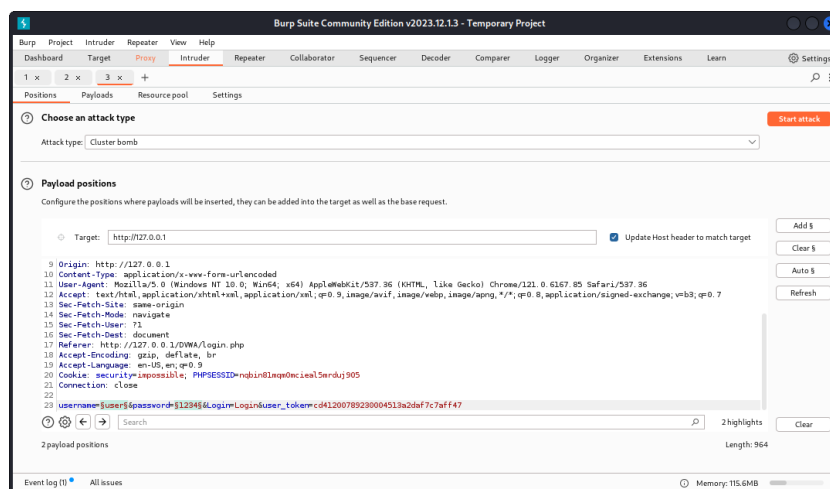 Burp Suite Community Edition v2023.12.1.3 - Temporary Project
Burp Project Intruder Repeater View Help
Dashboard Target Proxy Intruder Repeater Collaborator Sequencer Decoder Comparer Logger Organizer Extensions Learn Settings
1 × 2 × 3 × +
Positions Payloads Resource pool Settings
? Choose an attack type
Start attack
Attack type: Cluster bomb
? Payload positions
Configure the positions where payloads will be inserted, they can be added into the target as well as the base request.
Add §
Target: http://127.0.0.1 Update Host header to match target
Clear §
Auto §
Refresh
9 Origin: http://127.0.0.1
10 Content-Type: application/x-www-form-urlencoded
11 User-Agent: Mozilla/5.0 (Windows NT 10.0; Win64; x64) AppleWebKit/537.36 (KHTML, like Gecko) Chrome/121.0.6167.85 Safari/537.36
12 Accept: text/html,application/xhtml+xml,application/xml;q=0.9,image/avif,image/webp,image/apng,*/*;q=0.8,application/signed-exchange;v=b3;q=0.7
13 Sec-Fetch-Site: same-origin
14 Sec-Fetch-Mode: navigate
15 Sec-Fetch-User: ?1
16 Sec-Fetch-Dest: document
17 Referer: http://127.0.0.1/DVWA/login.php
18 Accept-Encoding: gzip, deflate, br
19 Accept-Language: en-US,en;q=0.9
20 Cookie: security=impossible; PHPSESSID=nqbin81mqm0mcieal5mrduj905
21 Connection: close
22
23 username=§user§&password=§1234§&Login=Login&user_token=cd41200789230004513a2daf7c7aff47
? Search 2 highlights Clear
2 payload positions Length: 964
Event log (1) All issues Memory: 115.6MB